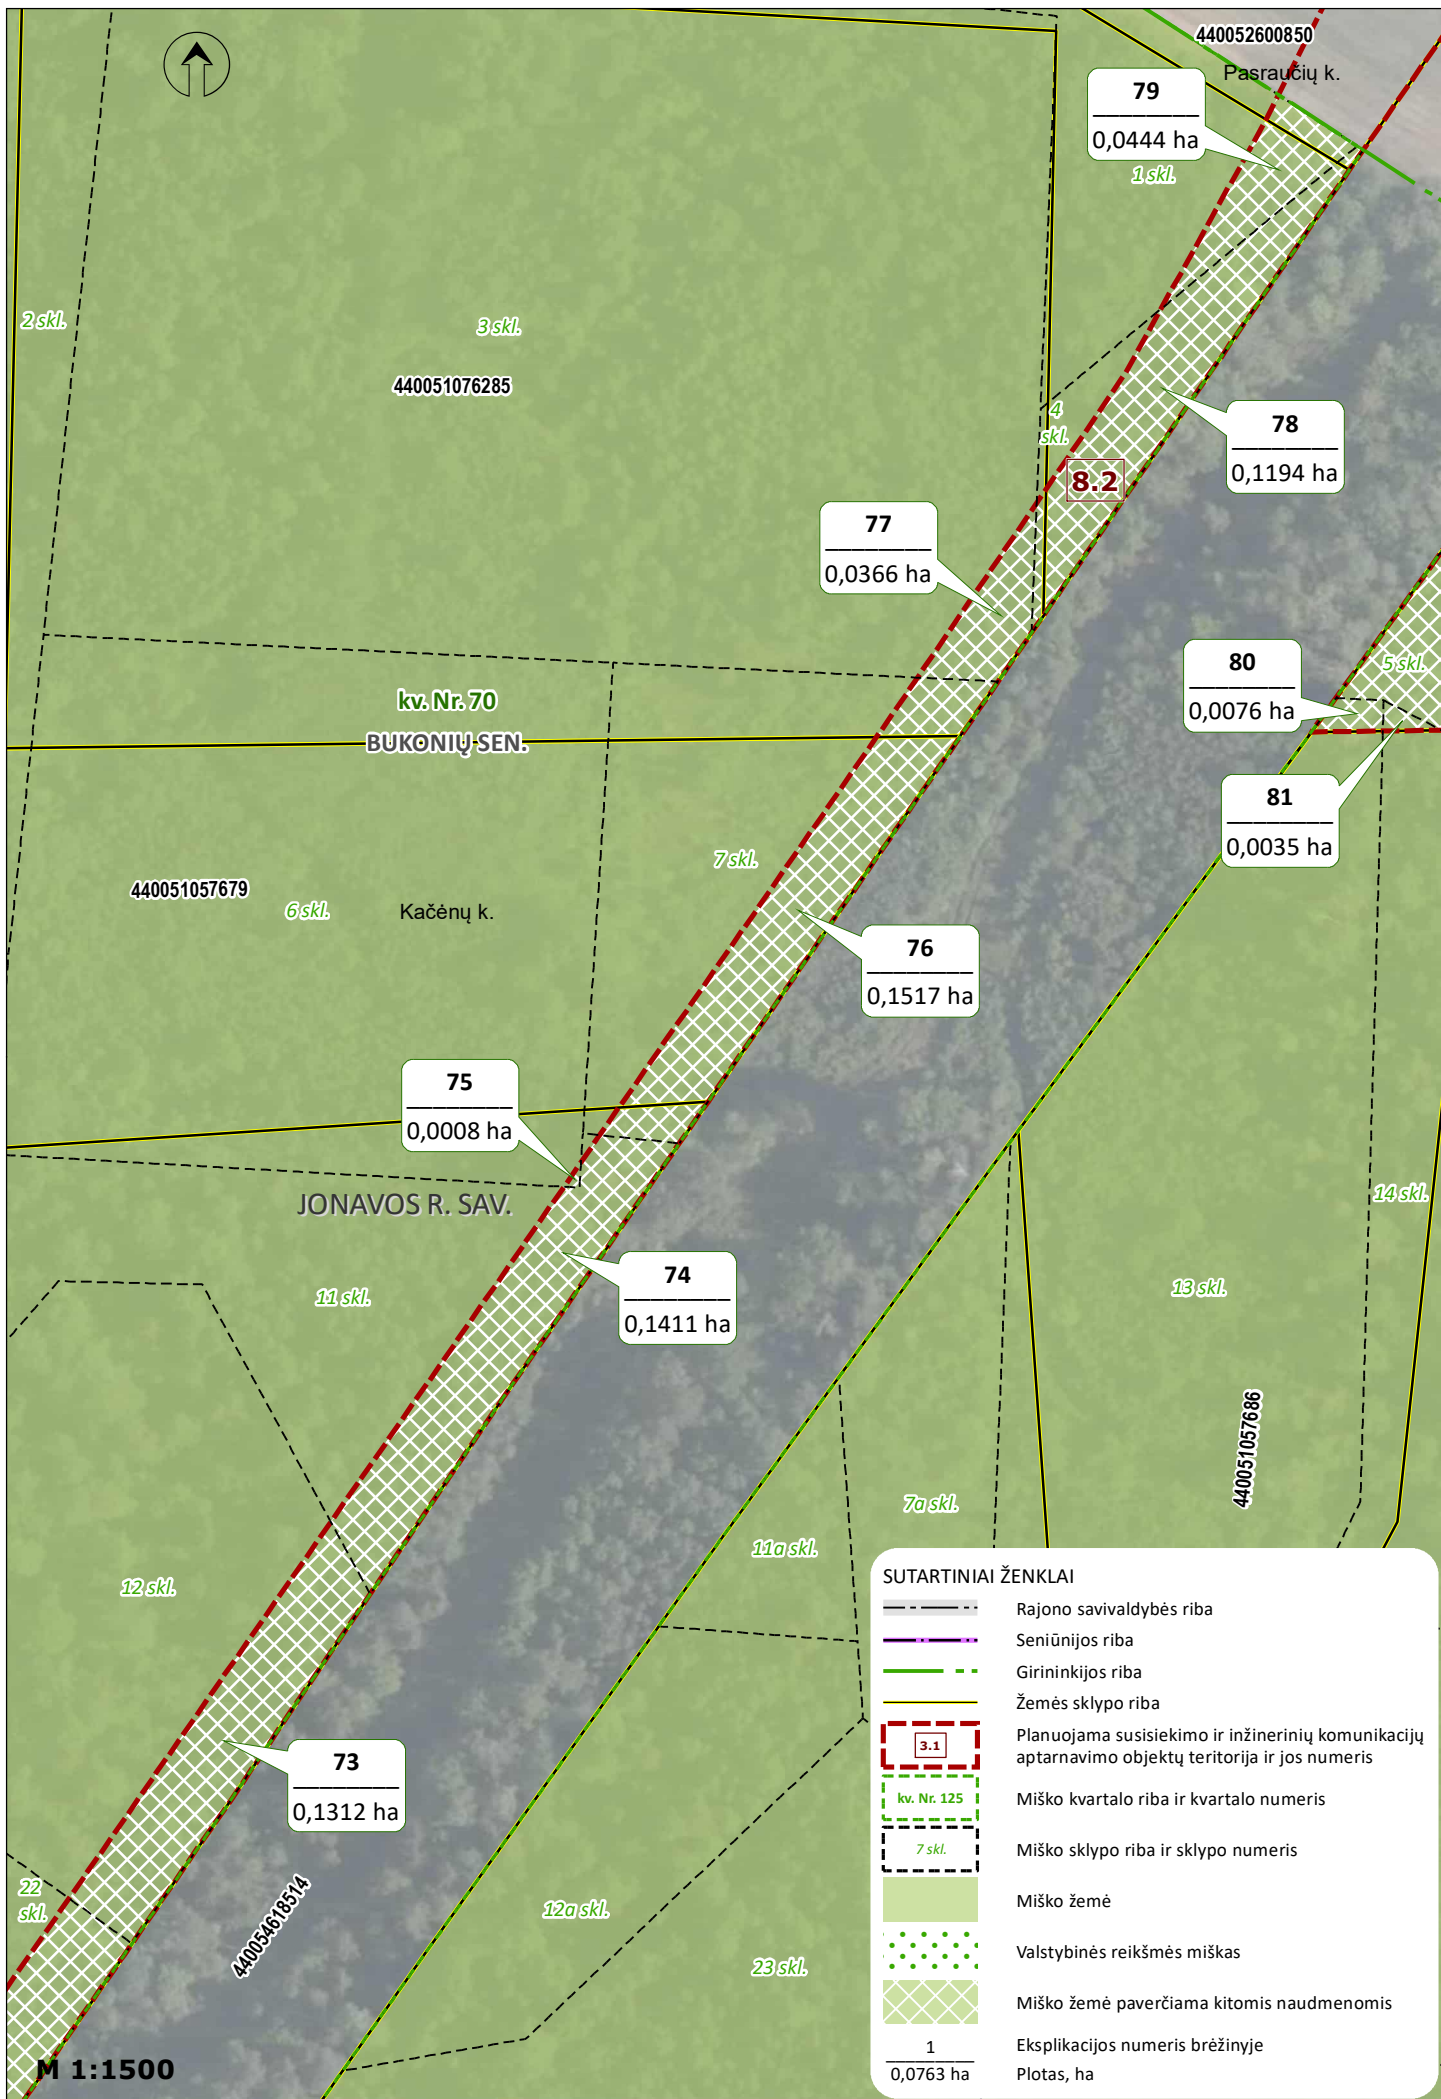 440052600850
Pasraučių k.
79
0,0444 ha
1 skl.
2 skl.
3 skl.
440051076285
4
skl.
78
0,1194 ha
8.2
77
0,0366 ha
5 skl.
80
0,0076 ha
kv. Nr. 70
BUKONIŲ SEN.
81
0,0035 ha
7 skl.
440051057679
6 skl.
Kačėnų k.
76
0,1517 ha
75
0,0008 ha
JONAVOS R. SAV.
14 skl.
74
0,1411 ha
11 skl.
13 skl.
440051057686
7a skl.
11a skl.
12 skl.
73
0,1312 ha
22
skl.
440054618514
12a skl.
23 skl.
M 1:1500
SUTARTINIAI ŽENKLAI
Rajono savivaldybės riba
Seniūnijos riba
Girininkijos riba
Žemės sklypo riba
3.1
Planuojama susisiekimo ir inžinerinių komunikacijų
aptarnavimo objektų teritorija ir jos numeris
kv. Nr. 125
Miško kvartalo riba ir kvartalo numeris
7 skl.
Miško sklypo riba ir sklypo numeris
Miško žemė
Valstybinės reikšmės miškas
Miško žemė paverčiama kitomis naudmenomis
1
Eksplikacijos numeris brėžinyje
0,0763 ha
Plotas, ha